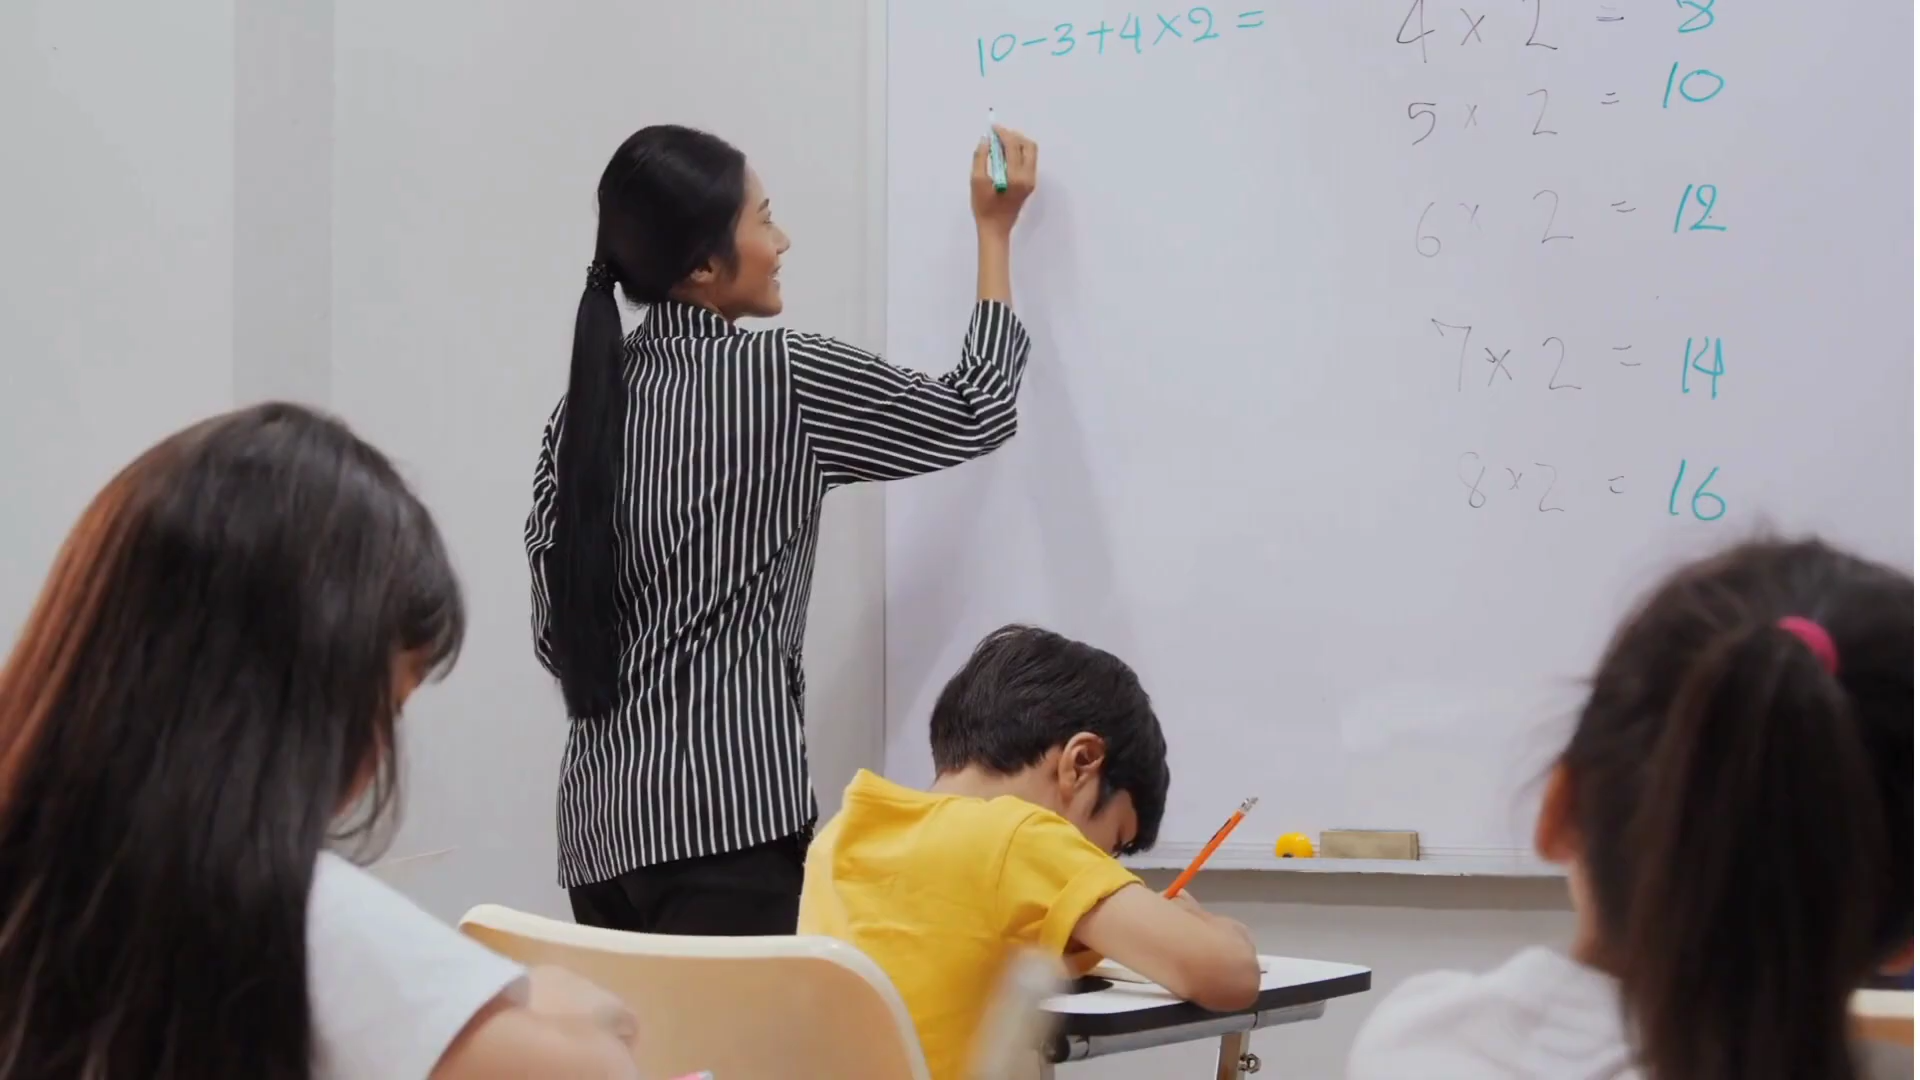 10-3+4×2=
4 × 2 = 8
5 × 2 = 10
6 × 2 = 12
7 × 2 = 14
8 × 2 = 16